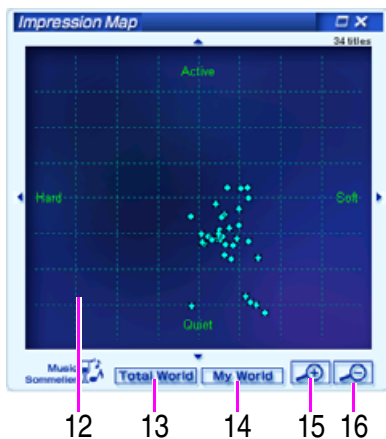 Impression Map
34 titles
Active
Hard
Soft
Quiet
Music
Sommelier
Total World
My World
12
13
14
15
16